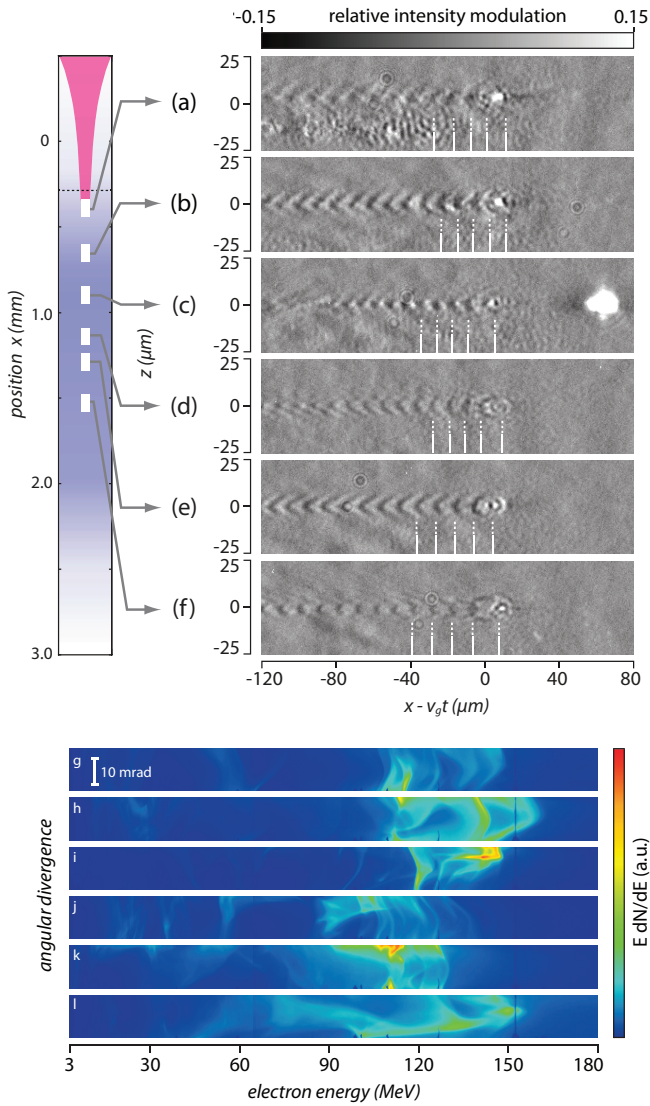 -0.15 relative intensity modulation 0.15
25
0
-25
(a)
25
0
-25
(b)
25
0
-25
(c)
25
0
-25
(d)
25
0
-25
(e)
25
0
-25
(f)
0
1.0
2.0
3.0
position x (mm)
z (μm)
-120 -80 -40 0 40 80
x - vgt (μm)
g
10 mrad
h
i
j
k
l
angular divergence
E dN/dE (a.u.)
3 30 60 90 120 150 180
electron energy (MeV)